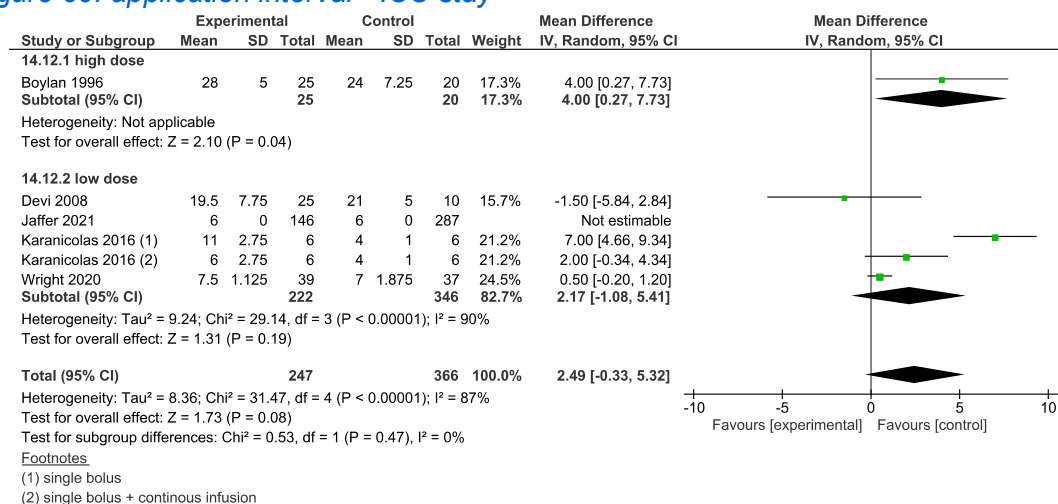 Experimental Control Mean Difference Mean Difference
Study or Subgroup Mean SD Total Mean SD Total Weight IV, Random, 95% CI IV, Random, 95% CI
14.12.1 high dose
Boylan 1996 28 5 25 24 7.25 20 17.3% 4.00 [0.27, 7.73]
Subtotal (95% CI) 25 20 17.3% 4.00 [0.27, 7.73]
Heterogeneity: Not applicable
Test for overall effect: Z = 2.10 (P = 0.04)
14.12.2 low dose
Devi 2008 19.5 7.75 25 21 5 10 15.7% -1.50 [-5.84, 2.84]
Jaffer 2021 6 0 146 6 0 287 Not estimable
Karanicolas 2016 (1) 11 2.75 6 4 1 6 21.2% 7.00 [4.66, 9.34]
Karanicolas 2016 (2) 6 2.75 6 4 1 6 21.2% 2.00 [-0.34, 4.34]
Wright 2020 7.5 1.125 39 7 1.875 37 24.5% 0.50 [-0.20, 1.20]
Subtotal (95% CI) 222 346 82.7% 2.17 [-1.08, 5.41]
Heterogeneity: Tau² = 9.24; Chi² = 29.14, df = 3 (P < 0.00001); I² = 90%
Test for overall effect: Z = 1.31 (P = 0.19)
Total (95% CI) 247 366 100.0% 2.49 [-0.33, 5.32]
Heterogeneity: Tau² = 8.36; Chi² = 31.47, df = 4 (P < 0.00001); I² = 87%
Test for overall effect: Z = 1.73 (P = 0.08)
Test for subgroup differences: Chi² = 0.53, df = 1 (P = 0.47), I² = 0%
-10 -5 0 5 10
Favours [experimental] Favours [control]
Footnotes
(1) single bolus
(2) single bolus + continous infusion